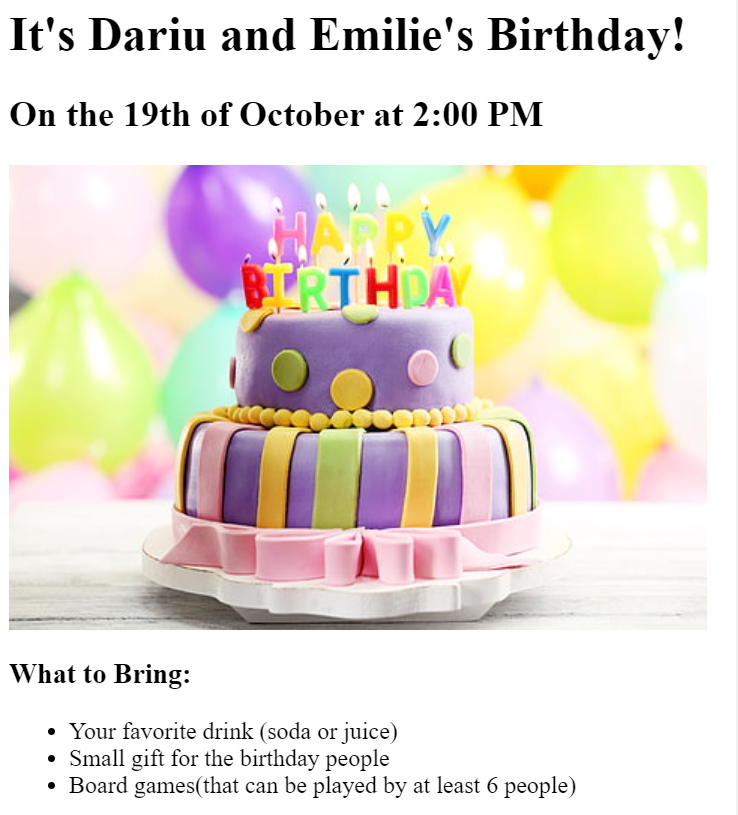 It's Dariu and Emilie's Birthday!
On the 19th of October at 2:00 PM
HAPPY
BIRTHDAY
What to Bring:
Your favorite drink (soda or juice)
Small gift for the birthday people
Board games(that can be played by at least 6 people)